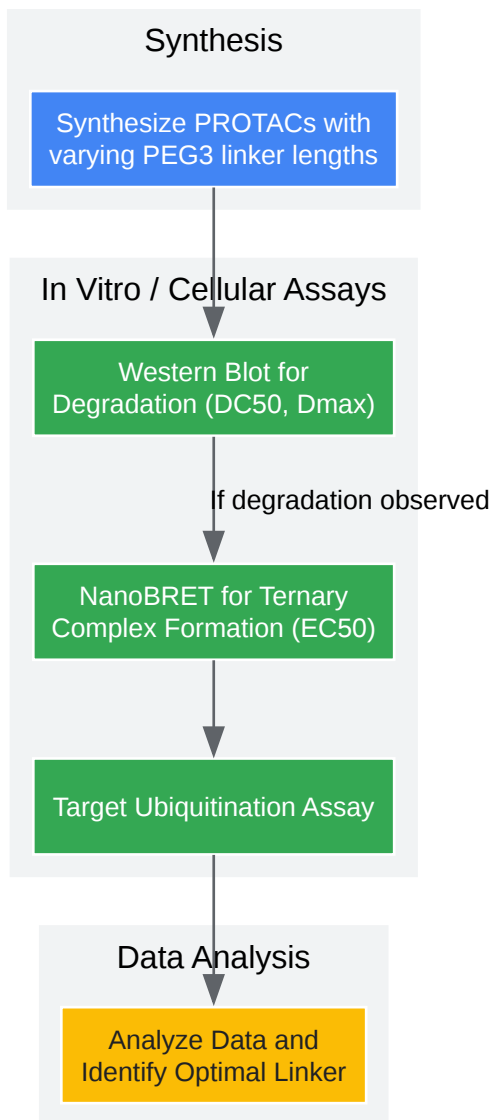 Synthesis
Synthesize PROTACs with
varying PEG3 linker lengths
In Vitro / Cellular Assays
Western Blot for
Degradation (DC50, Dmax)
If degradation observed
NanoBRET for Ternary
Complex Formation (EC50)
Target Ubiquitination Assay
Data Analysis
Analyze Data and
Identify Optimal Linker